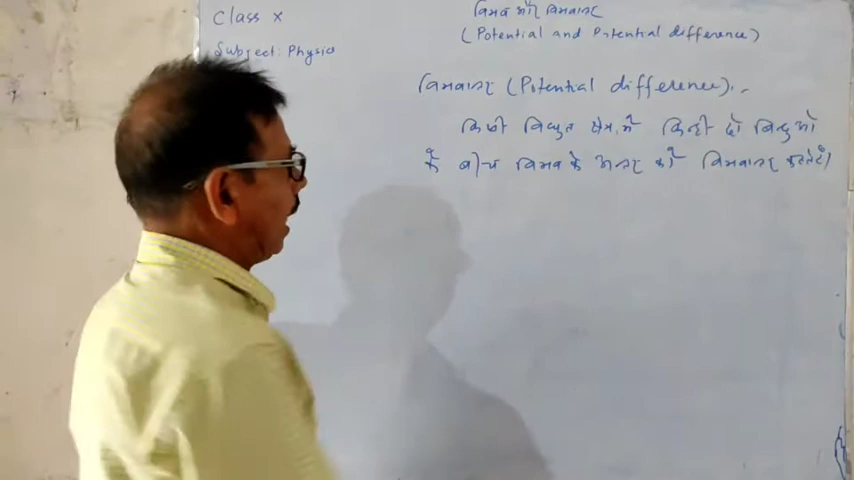 Class X
Subject: Physics
विभव और विभवान्तर
(Potential and Potential difference)
विभवान्तर (Potential difference):-
किसी विद्युत क्षेत्र में किन्हीं दो बिन्दुओं
के बीच विभव के अन्तर को विभवान्तर कहते हैं